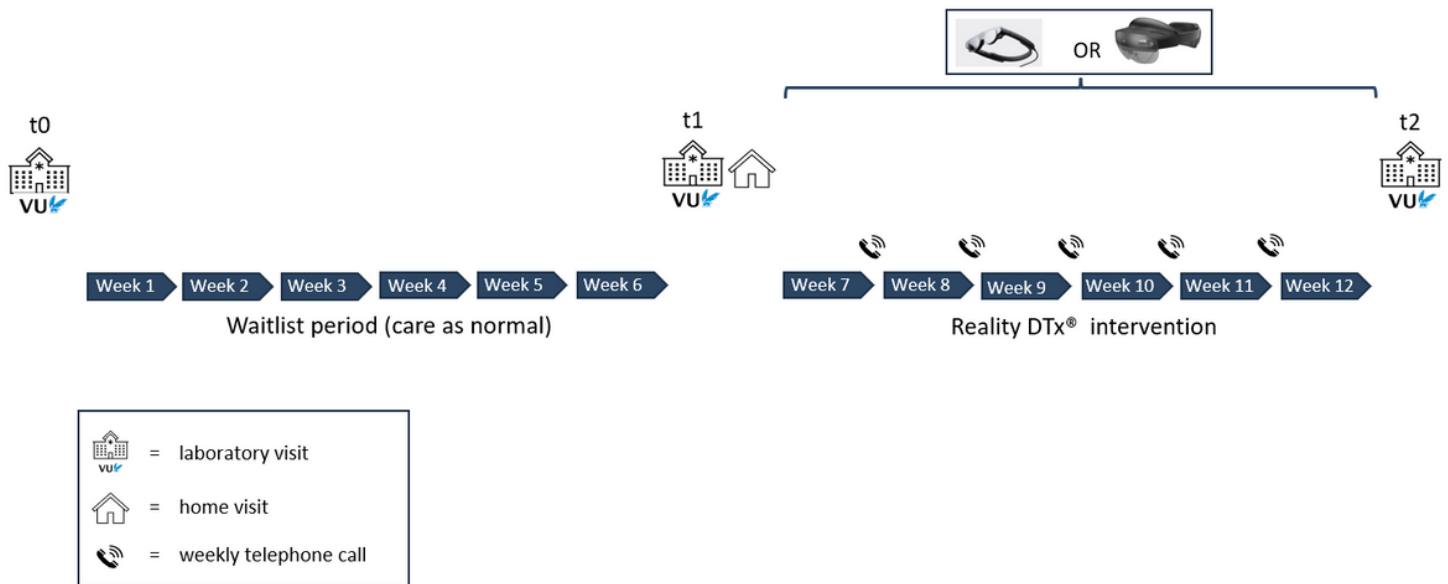 OR
t0
t1
t2
VU
VU
VU
Week 1
Week 2
Week 3
Week 4
Week 5
Week 6
Week 7
Week 8
Week 9
Week 10
Week 11
Week 12
Waitlist period (care as normal)
Reality DTx® intervention
VU
= laboratory visit
= home visit
= weekly telephone call